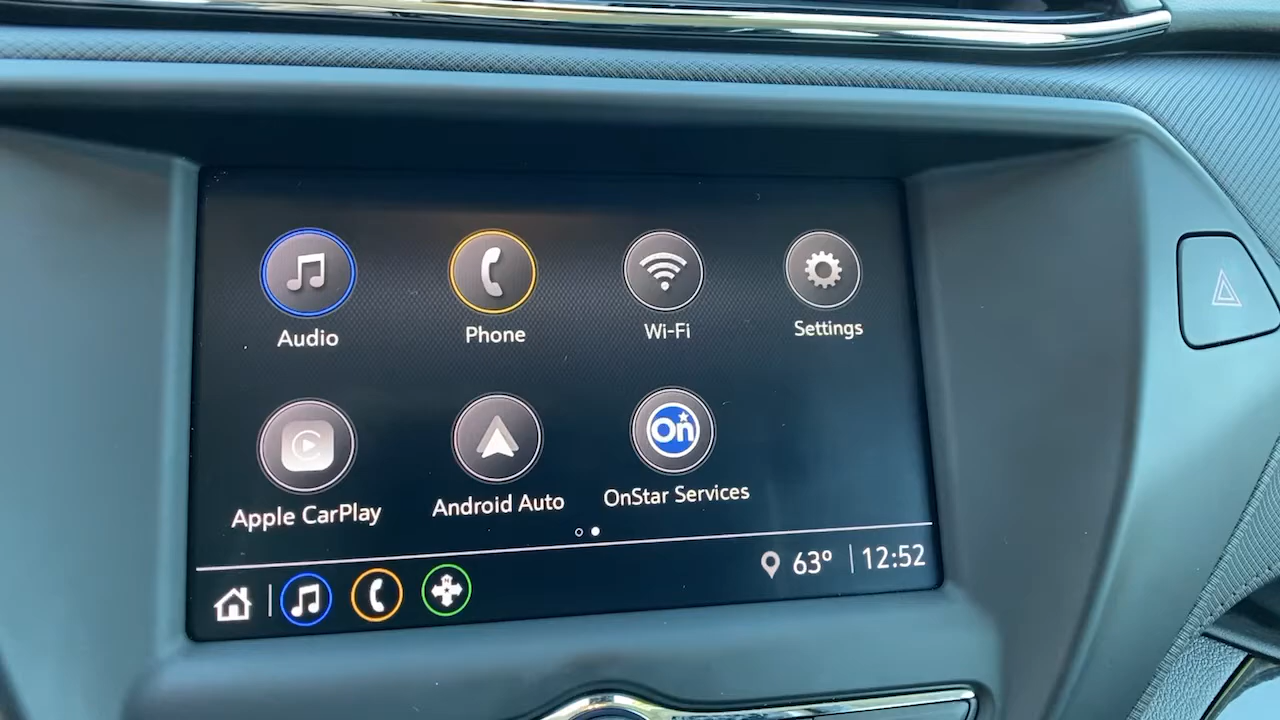 Audio
Phone
Wi-Fi
Settings
Apple CarPlay
Android Auto
On
OnStar Services
63° 12:52